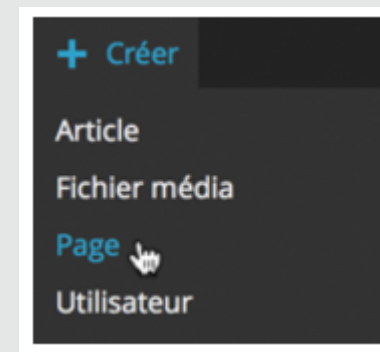 + Créer
Article
Fichier média
Page
Utilisateur